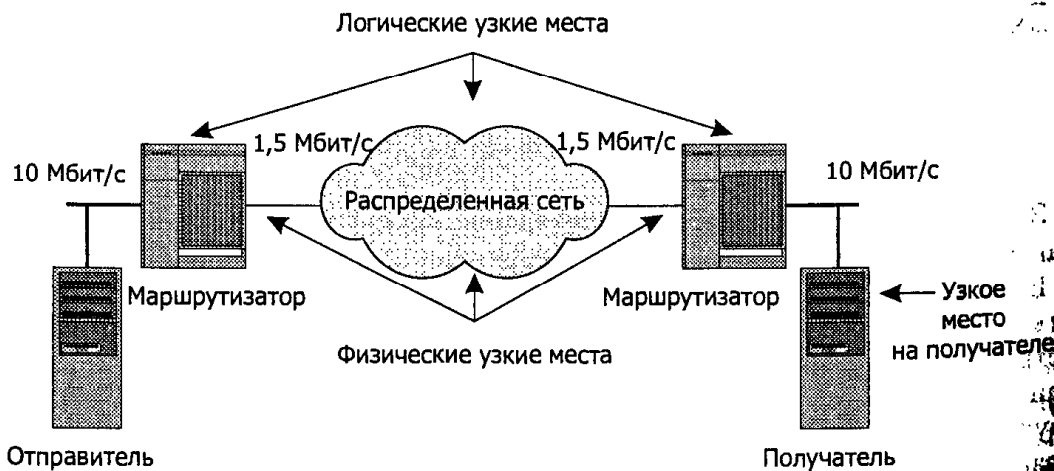 Логические узкие места
10 Мбит/с
1,5 Мбит/с
Распределенная сеть
1,5 Мбит/с
10 Мбит/с
Маршрутизатор
Маршрутизатор
Узкое
место
на получателе
Физические узкие места
Отправитель
Получатель